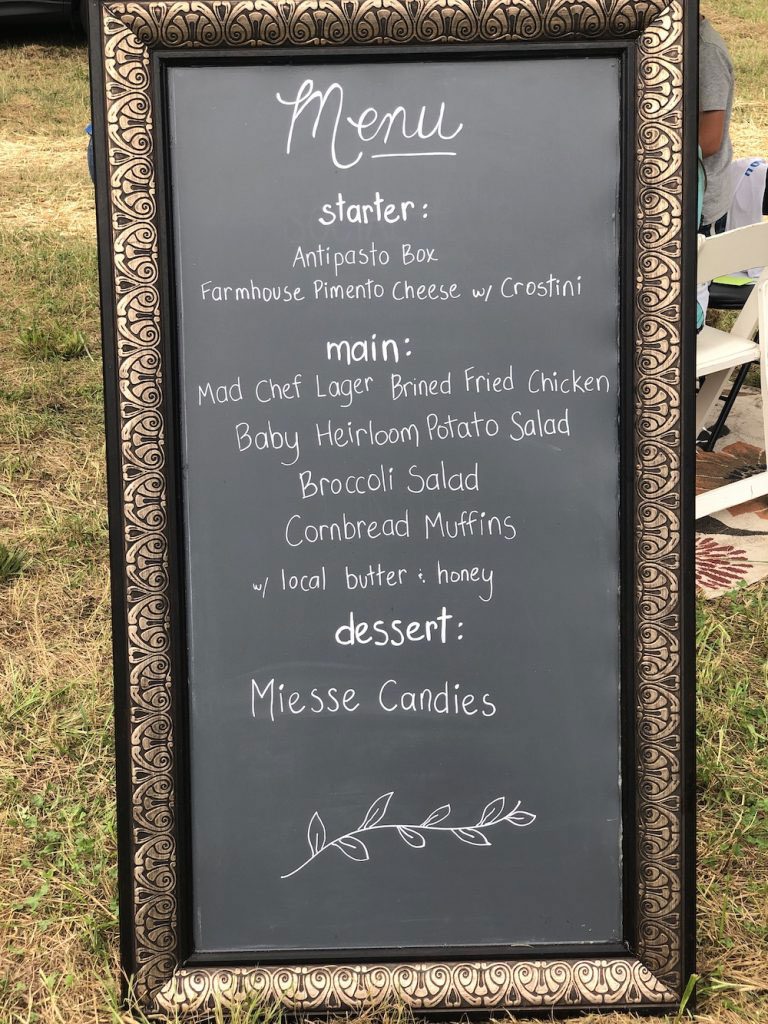 Menu
starter:
Antipasto Box
Farmhouse Pimento Cheese w/ Crostini
main:
Mad Chef Lager Brined Fried Chicken
Baby Heirloom Potato Salad
Broccoli Salad
Cornbread Muffins
w/ local butter & honey
dessert:
Miesse Candies